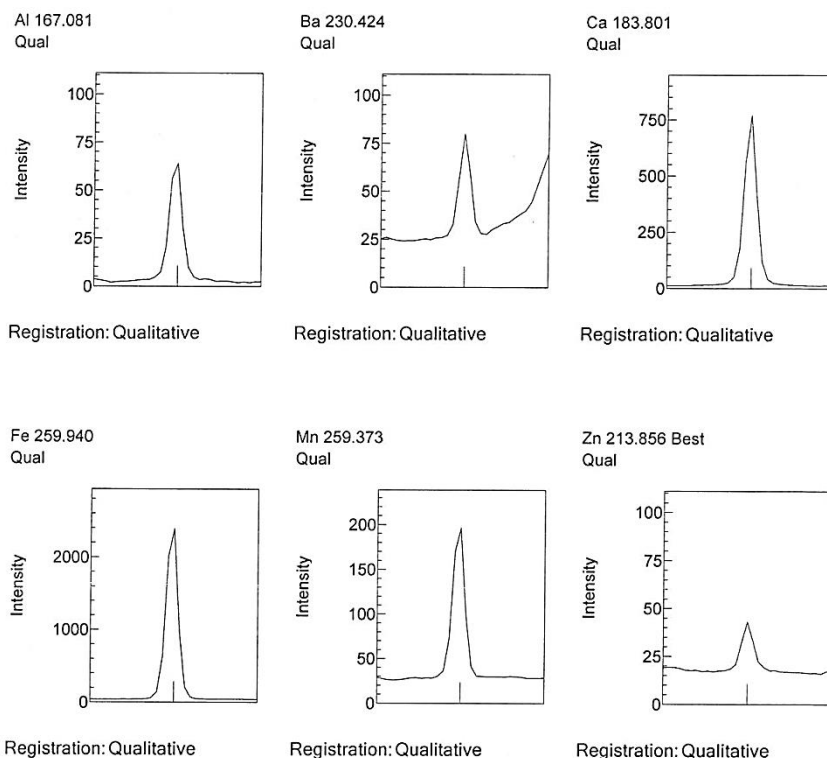 Al 167.081
Qual
Intensity
100
75
50
25
0
Registration: Qualitative
Ba 230.424
Qual
Intensity
100
75
50
25
0
Registration: Qualitative
Ca 183.801
Qual
Intensity
750
500
250
0
Registration: Qualitative
Fe 259.940
Qual
Intensity
2000
1000
0
Registration: Qualitative
Mn 259.373
Qual
Intensity
200
150
100
50
0
Registration: Qualitative
Zn 213.856 Best
Qual
Intensity
100
75
50
25
0
Registration: Qualitative